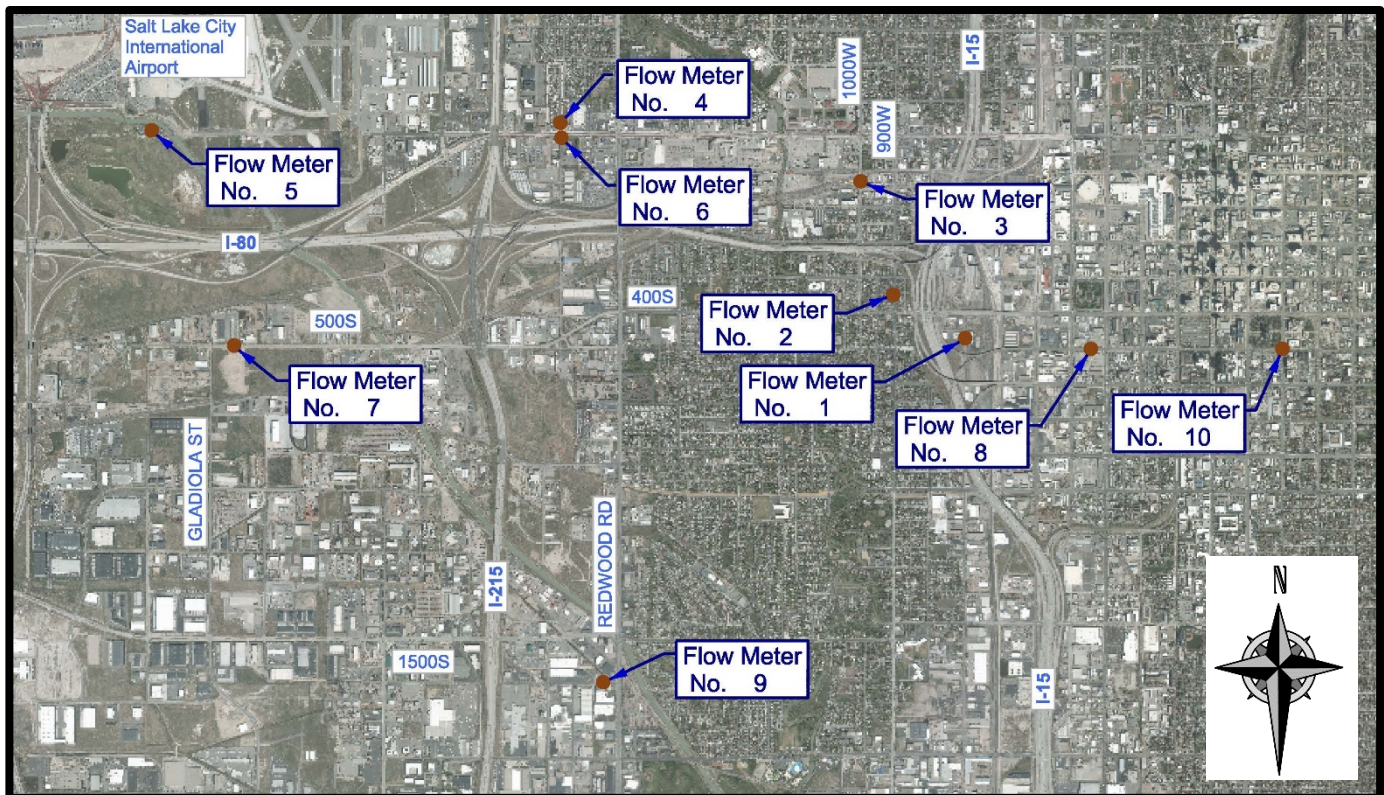 Salt Lake City
International
Airport
I-15
1000W
900W
Flow Meter
No. 4
Flow Meter
No. 5
Flow Meter
No. 6
Flow Meter
No. 3
I-80
400S
500S
Flow Meter
No. 2
Flow Meter
No. 7
Flow Meter
No. 1
Flow Meter
No. 8
Flow Meter
No. 10
GLADIOLA ST
I-215
REDWOOD RD
1500S
Flow Meter
No. 9
I-15
N